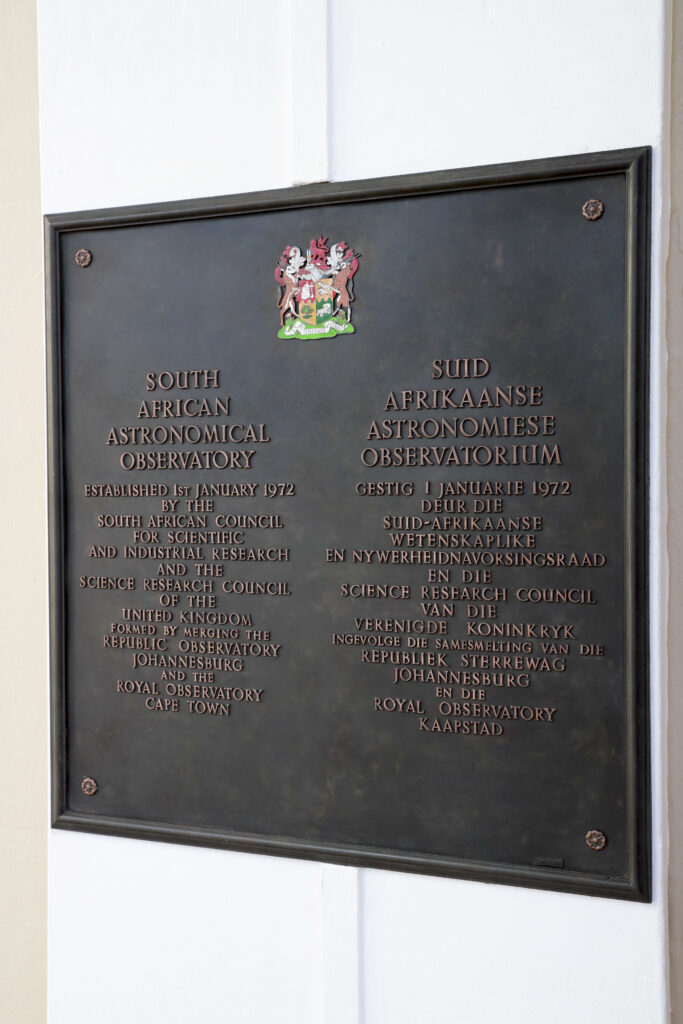 SOUTH
AFRICAN
ASTRONOMICAL
OBSERVATORY
ESTABLISHED 1ST JANUARY 1972
BY THE
SOUTH AFRICAN COUNCIL
FOR SCIENTIFIC
AND INDUSTRIAL RESEARCH
AND THE
SCIENCE RESEARCH COUNCIL
OF THE
UNITED KINGDOM
FORMED BY MERGING THE
REPUBLIC OBSERVATORY
JOHANNESBURG
AND THE
ROYAL OBSERVATORY
CAPE TOWN
SUID
AFRIKAANSE
ASTRONOMIESE
OBSERVATORIUM
GESTIG 1 JANUARIE 1972
DEUR DIE
SUID-AFRIKAANSE
WETENSKAPLIKE
EN NYWERHEIDNAVORSINGSRAAD
EN DIE
SCIENCE RESEARCH COUNCIL
VAN DIE
VERENIGDE KONINKRYK
INGEVOLGE DIE SAMESMELTING VAN DIE
REPUBLIEK STERREWAG
JOHANNESBURG
EN DIE
ROYAL OBSERVATORY
KAAPSTAD